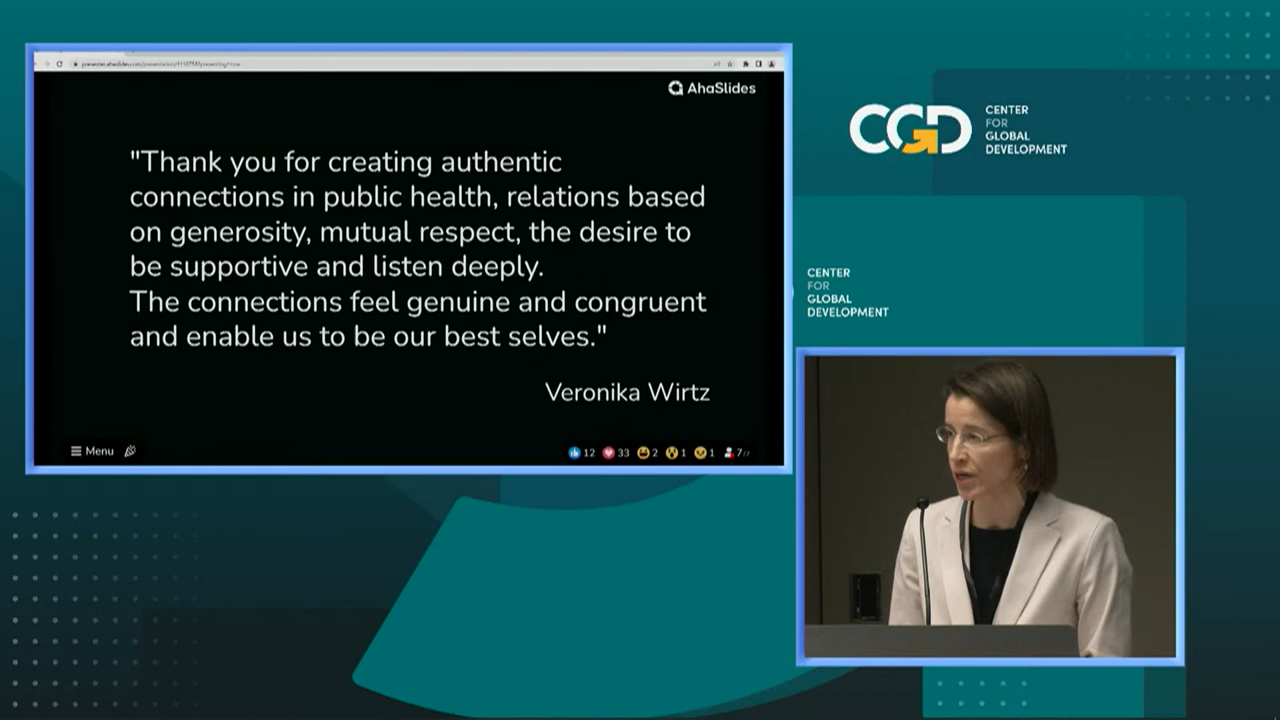 AhaSlides
"Thank you for creating authentic
connections in public health, relations based
on generosity, mutual respect, the desire to
be supportive and listen deeply.
The connections feel genuine and congruent
and enable us to be our best selves."
Veronika Wirtz
Menu
12 33 2 1 1
CGD
CENTER
FOR
GLOBAL
DEVELOPMENT
CENTER
FOR
GLOBAL
DEVELOPMENT